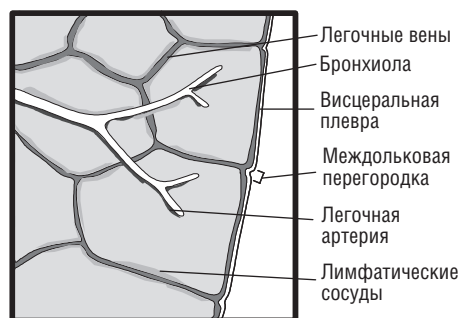 Легочные вены
Бронхиола
Висцеральная
плевра
Междольковая
перегородка
Легочная
артерия
Лимфатические
сосуды